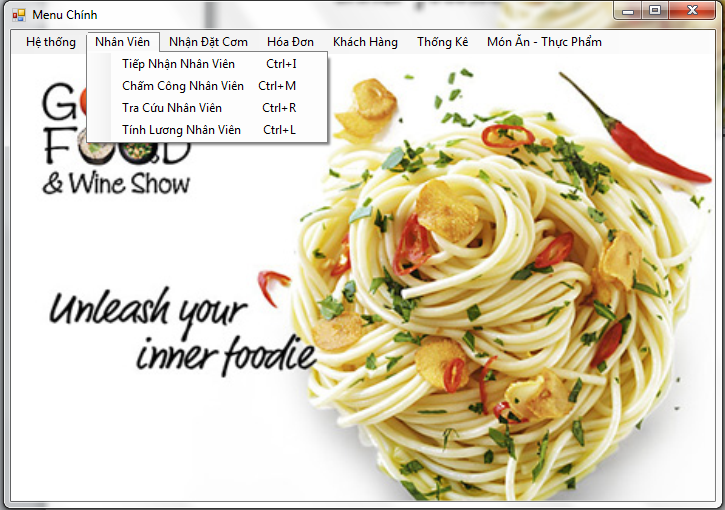 Menu Chính
Hệ thống Nhân Viên Nhận Đặt Cơm Hóa Đơn Khách Hàng Thống Kê Món Ăn - Thực Phẩm
Tiếp Nhận Nhân Viên Ctrl+I
Chấm Công Nhân Viên Ctrl+M
Tra Cứu Nhân Viên Ctrl+R
Tính Lương Nhân Viên Ctrl+L
& Wine Show
Unleash your
inner foodie